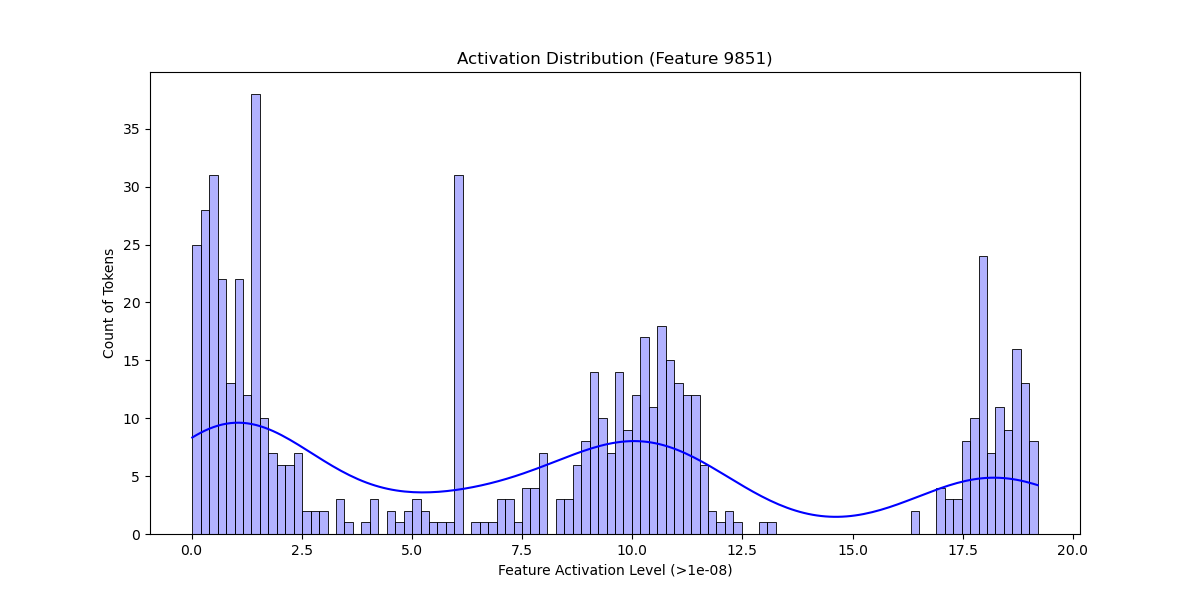 Activation Distribution (Feature 9851)
35
30
25
20
15
10
5
0
Count of Tokens
0.0 2.5 5.0 7.5 10.0 12.5 15.0 17.5 20.0
Feature Activation Level (>1e-08)